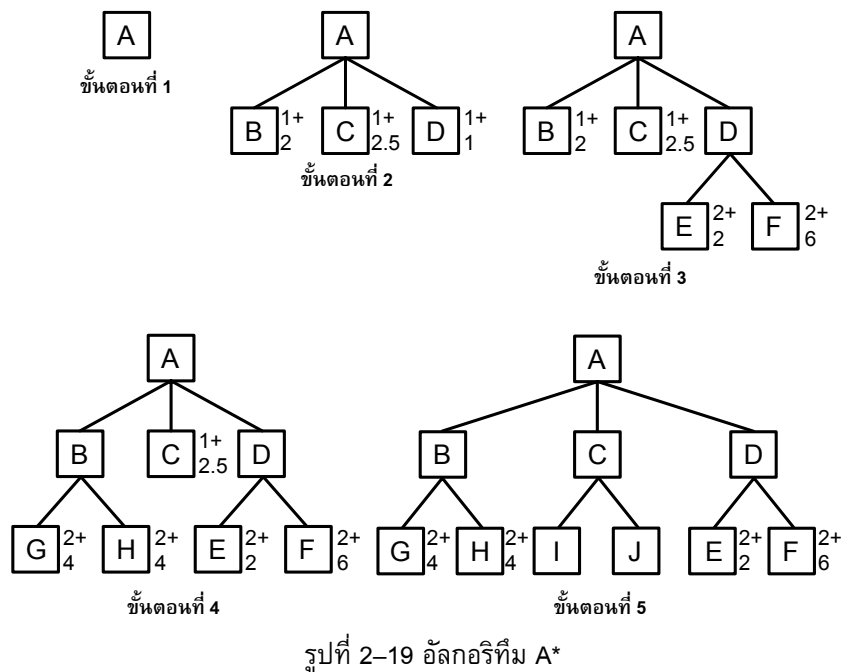 A A A
B 1+ 2 C 1+ 2.5 D 1+ 1 B 1+ 2 C 1+ 2.5 D
ขั้นตอนที่ 1
ขั้นตอนที่ 2
E 2+ 2 F 2+ 6
ขั้นตอนที่ 3
A A
B C 1+ 2.5 D B C D
G 2+ 4 H 2+ 4 E 2+ 2 F 2+ 6 G 2+ 4 H 2+ 4 I J E 2+ 2 F 2+ 6
ขั้นตอนที่ 4 ขั้นตอนที่ 5
รูปที่ 2–19 อัลกอริทึม A*